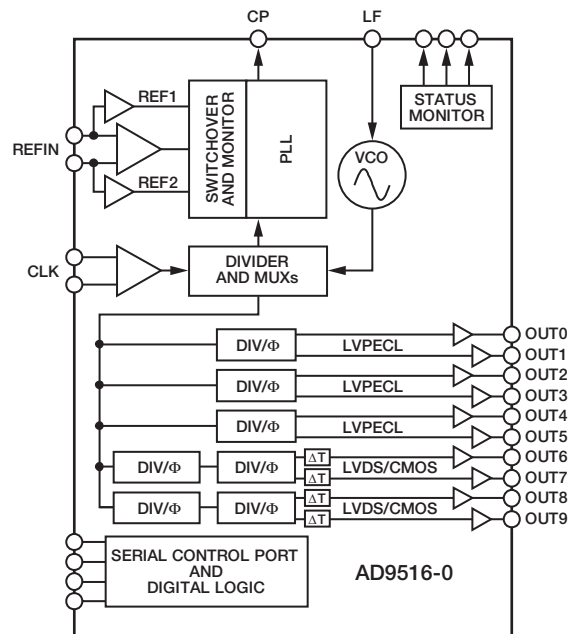 CP
LF
REF1
REFIN
REF2
SWITCHOVER
AND MONITOR
PLL
VCO
STATUS
MONITOR
CLK
DIVIDER
AND MUXs
DIV/Φ
LVPECL
OUT0
OUT1
DIV/Φ
LVPECL
OUT2
OUT3
DIV/Φ
LVPECL
OUT4
OUT5
DIV/Φ
DIV/Φ
ΔT
ΔT
LVDS/CMOS
OUT6
OUT7
DIV/Φ
DIV/Φ
ΔT
ΔT
LVDS/CMOS
OUT8
OUT9
SERIAL CONTROL PORT
AND
DIGITAL LOGIC
AD9516-0